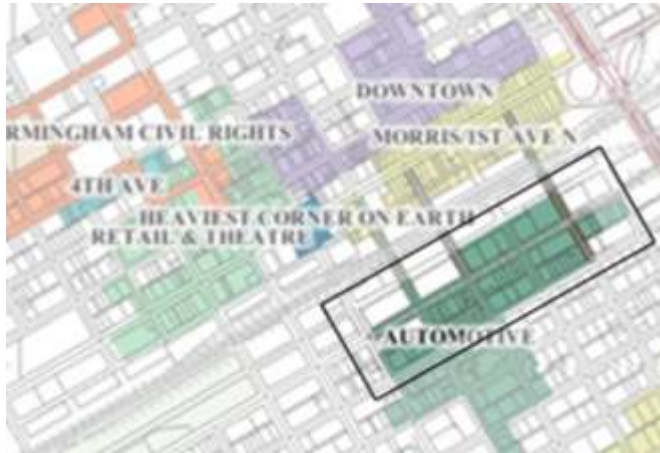 DOWNTOWN
RMINGHAM CIVIL RIGHTS
MORRIS/1ST AVE N
4TH AVE
HEAVIEST CORNER ON EARTH
RETAIL & THEATRE
AUTOMOTIVE